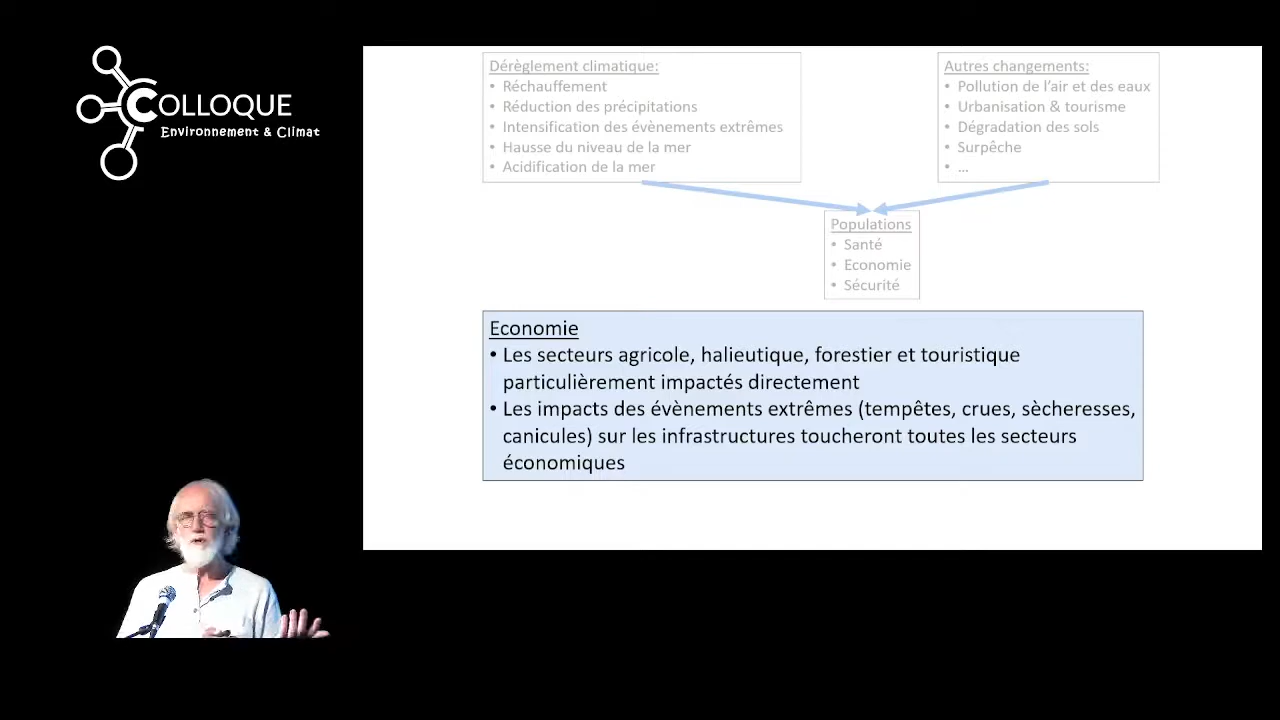 COLLOQUE
Environnement & Climat
Dérèglement climatique:
• Réchauffement
• Réduction des précipitations
• Intensification des évènements extrêmes
• Hausse du niveau de la mer
• Acidification de la mer
Autres changements:
• Pollution de l'air et des eaux
• Urbanisation & tourisme
• Dégradation des sols
• Surpêche
• ...
Populations
• Santé
• Economie
• Sécurité
Economie
• Les secteurs agricole, halieutique, forestier et touristique
particulièrement impactés directement
• Les impacts des évènements extrêmes (tempêtes, crues, sècheresses,
canicules) sur les infrastructures toucheront toutes les secteurs
économiques